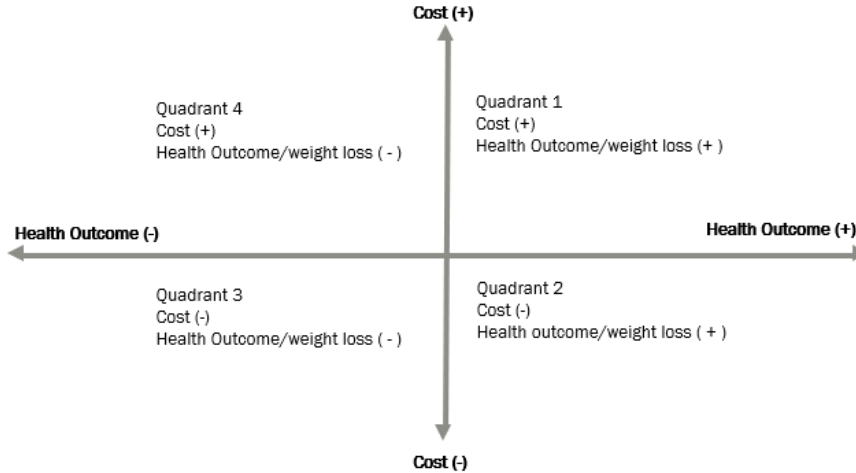 Cost (+)
Quadrant 4
Cost (+)
Health Outcome/weight loss ( - )
Quadrant 1
Cost (+)
Health Outcome/weight loss (+ )
Health Outcome (-)
Health Outcome (+)
Quadrant 3
Cost (-)
Health Outcome/weight loss ( - )
Quadrant 2
Cost (-)
Health outcome/weight loss ( + )
Cost (-)